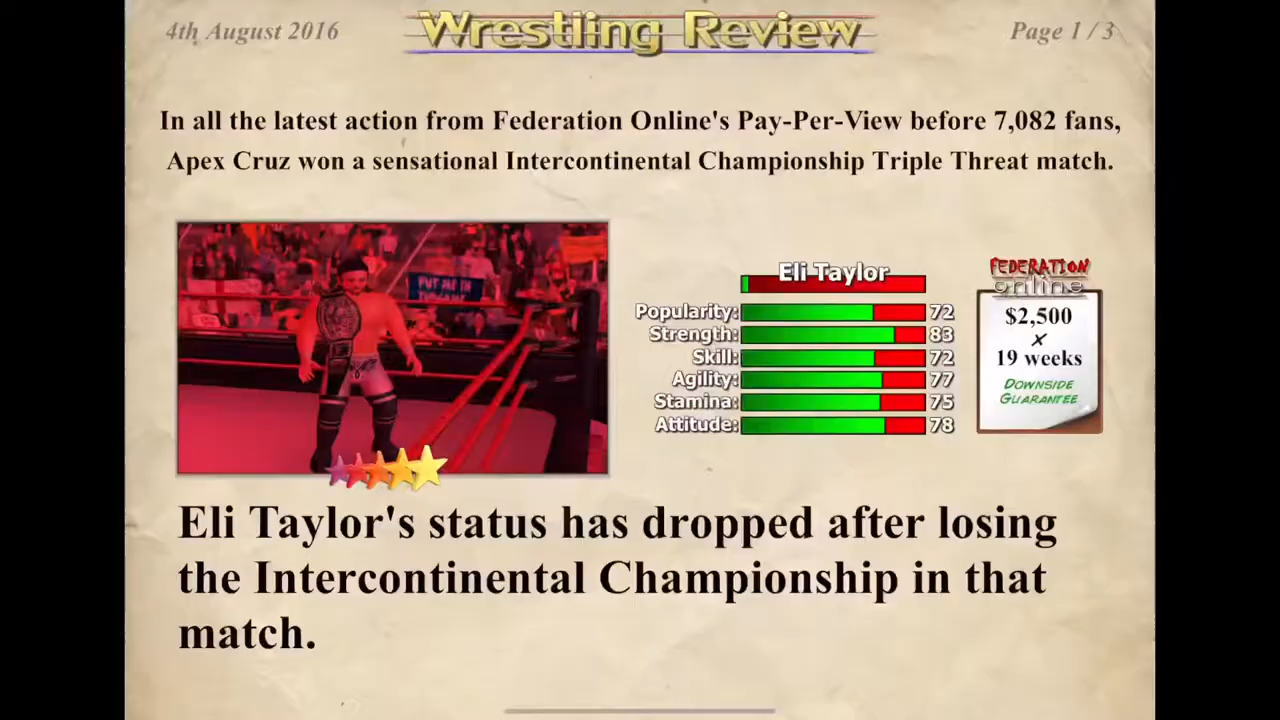 4th August 2016
Wrestling Review
Page 1 / 3
In all the latest action from Federation Online's Pay-Per-View before 7,082 fans,
Apex Cruz won a sensational Intercontinental Championship Triple Threat match.
Eli Taylor
Popularity: 72
Strength: 83
Skill: 72
Agility: 77
Stamina: 75
Attitude: 78
FEDERATION
online
$2,500
x
19 weeks
DOWNSIDE
GUARANTEE
PUT ME IN
Eli Taylor's status has dropped after losing
the Intercontinental Championship in that
match.